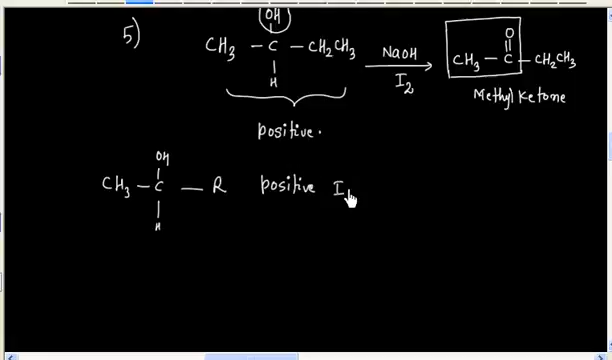 5)
OH
CH3 - C - CH2CH3
H
NaOH
I2
O
CH3 - C - CH2CH3
Methyl Ketone
positive.
OH
CH3 - C - R positive I
H